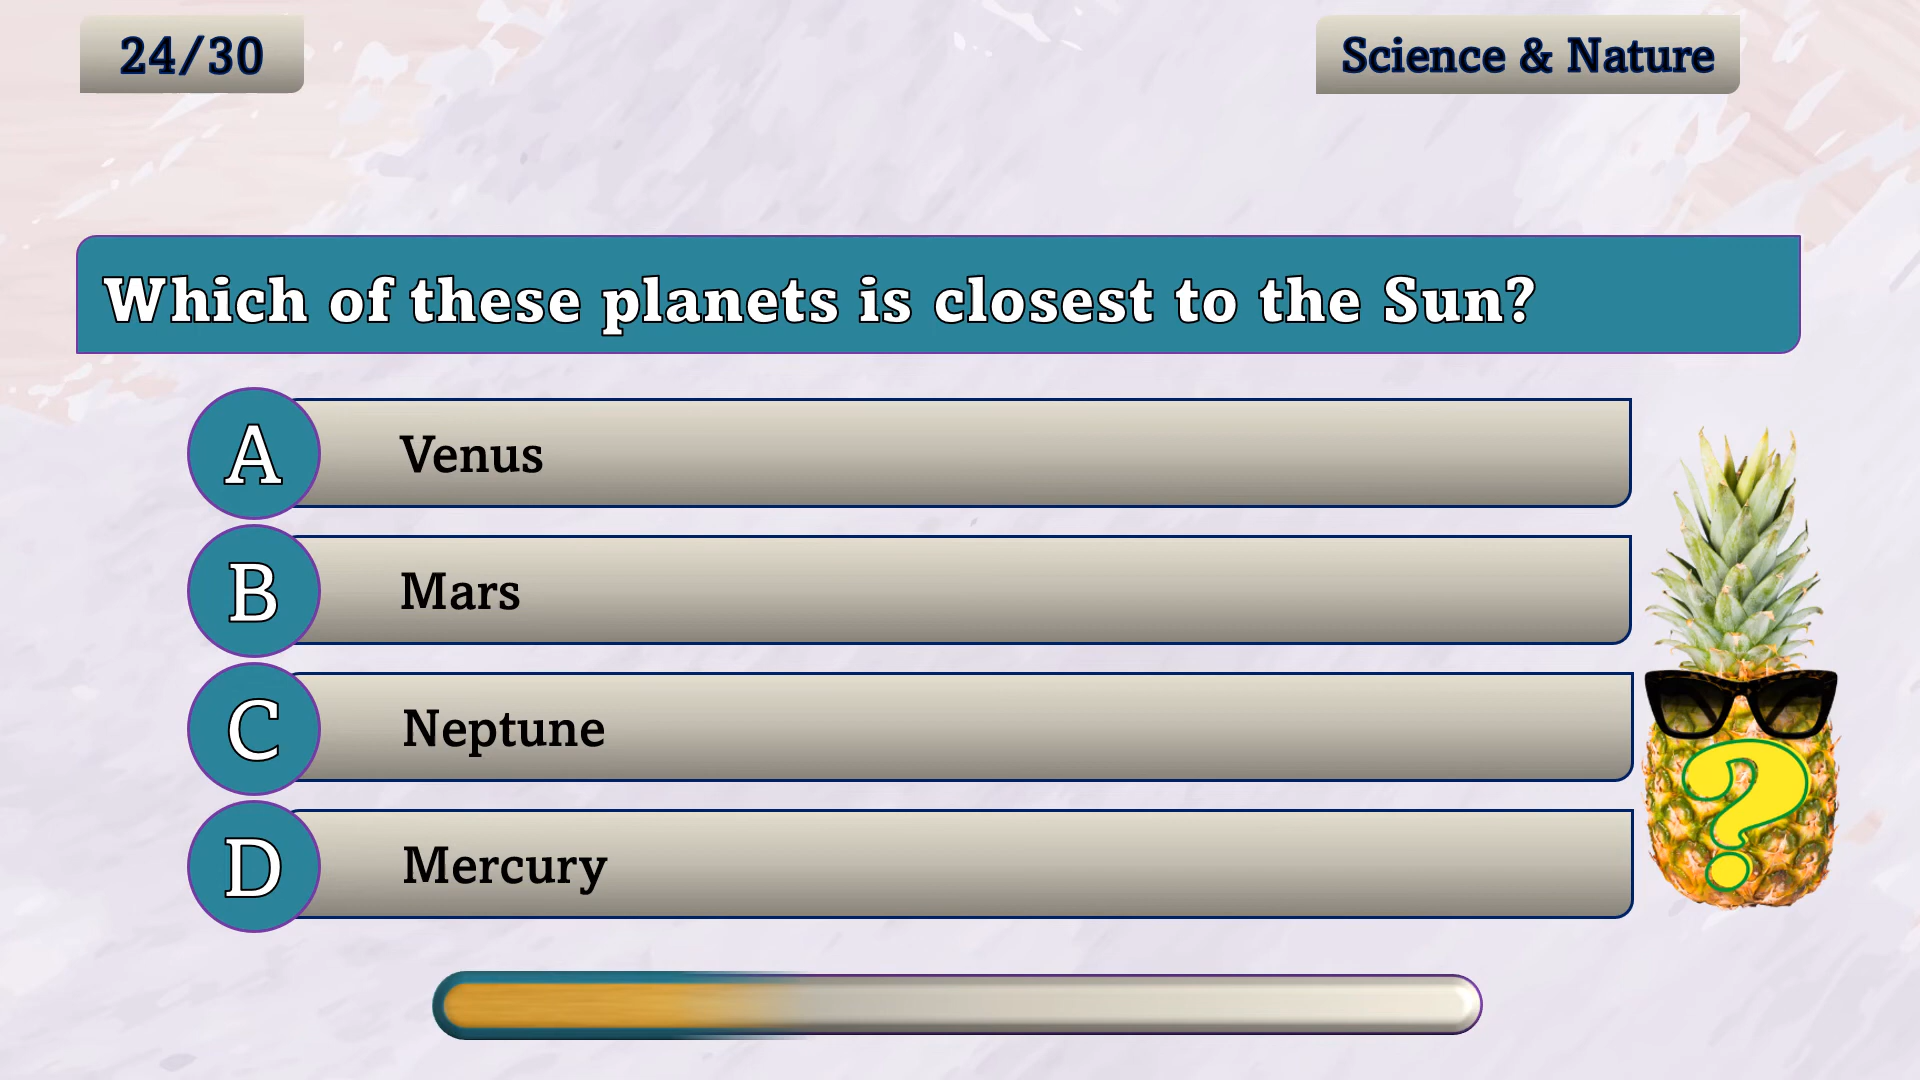 24/30
Science & Nature
Which of these planets is closest to the Sun?
A Venus
B Mars
C Neptune
D Mercury
?